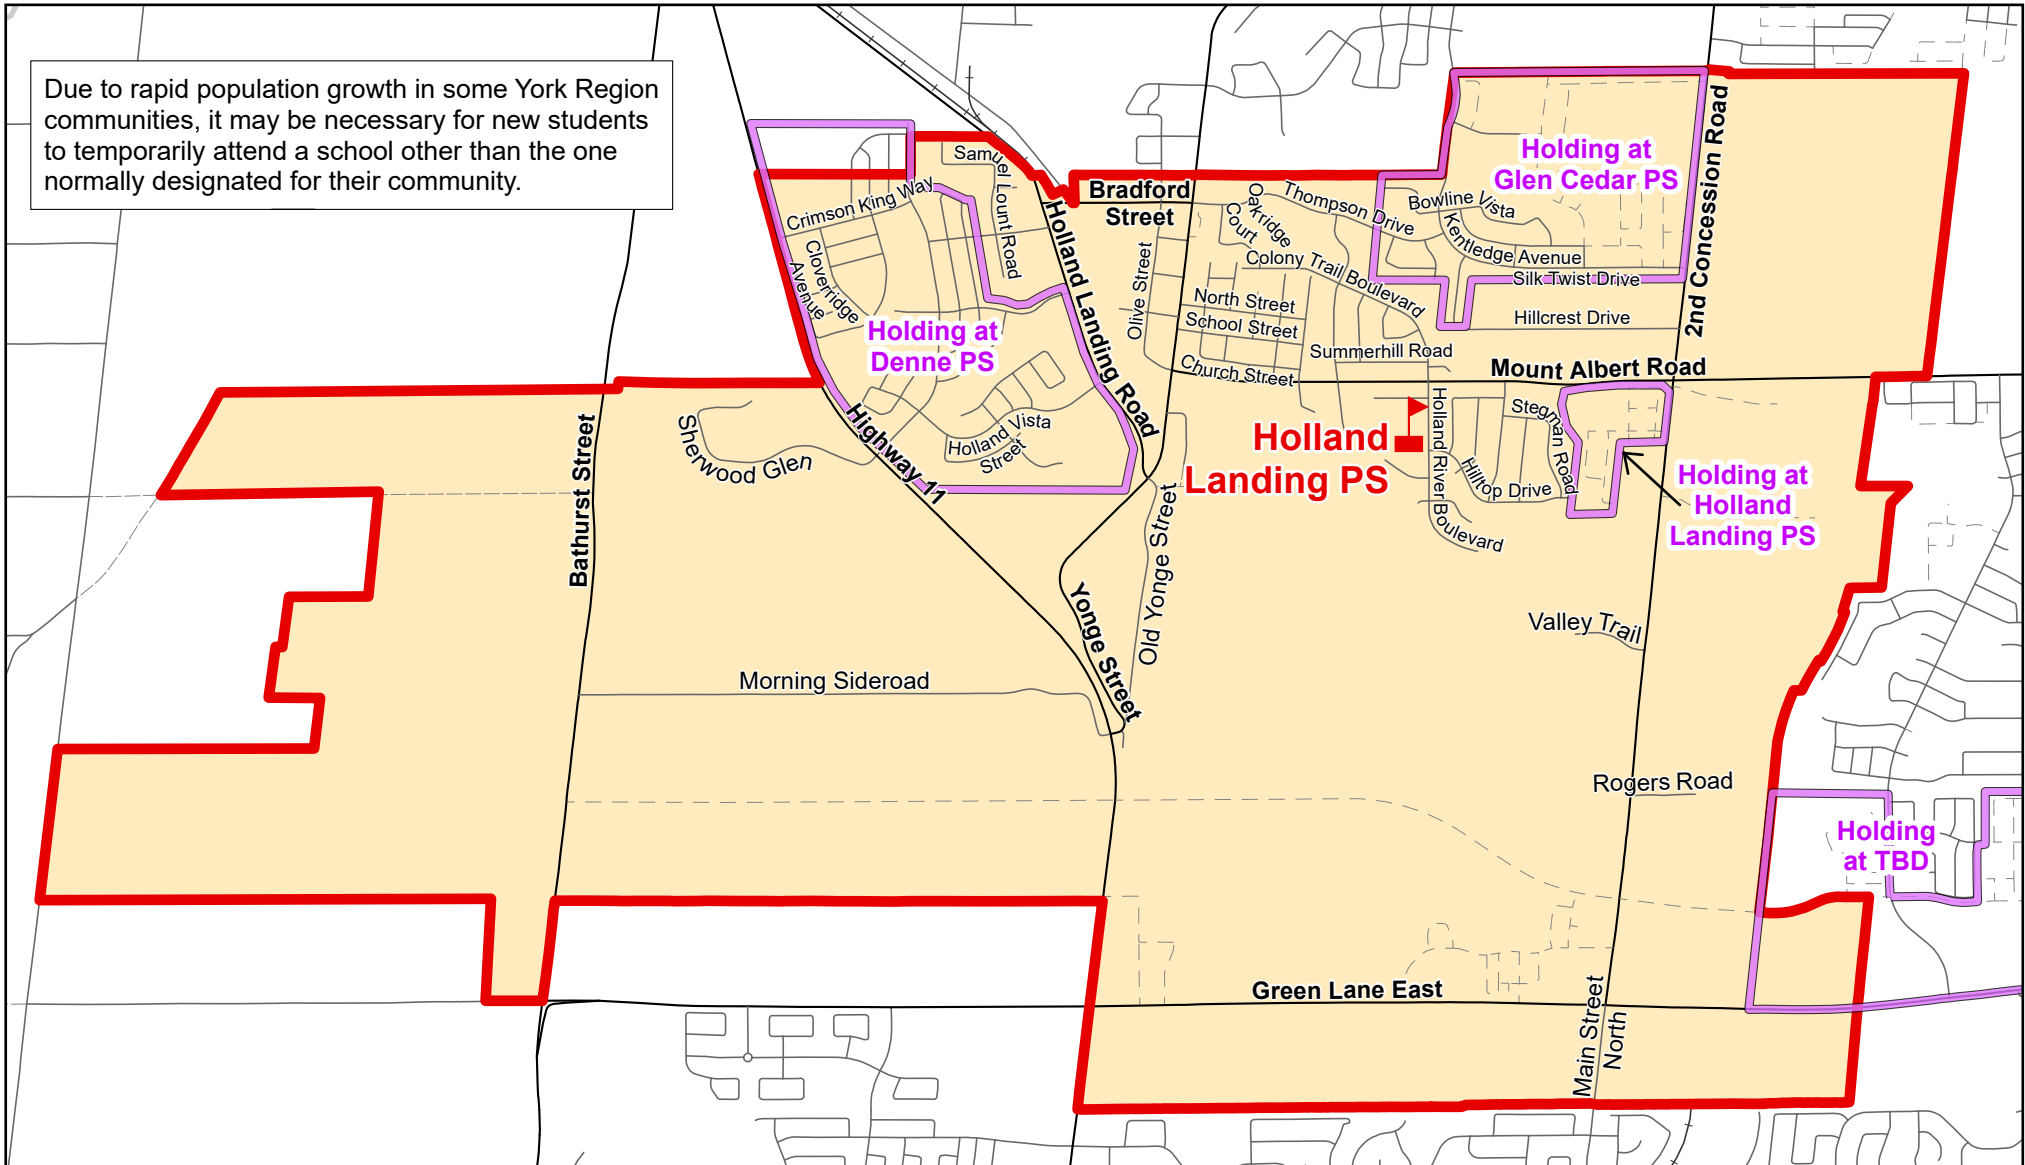 Due to rapid population growth in some York Region
communities, it may be necessary for new students
to temporarily attend a school other than the one
normally designated for their community.
Samuel Lount Road
Crimson King Way
Cloverridge
Avenue
Holding at
Denne PS
Holland Vista
Street
Highway 11
Holland Landing Road
Bradford
Street
Olive Street
Oakridge
Court
Thompson Drive
Colony Trail Boulevard
North Street
School Street
Church Street
Summerhill Road
Holding at
Glen Cedar PS
Bowline Vista
Kentledge Avenue
Silk Twist Drive
Hillcrest Drive
2nd Concession Road
Mount Albert Road
Holland
Landing PS
Holland River Boulevard
Stegman Road
Hilltop Drive
Holding at
Holland
Landing PS
Sherwood Glen
Bathurst Street
Old Yonge Street
Yonge Street
Morning Sideroad
Valley Trail
Rogers Road
Holding
at TBD
Green Lane East
Main Street
North